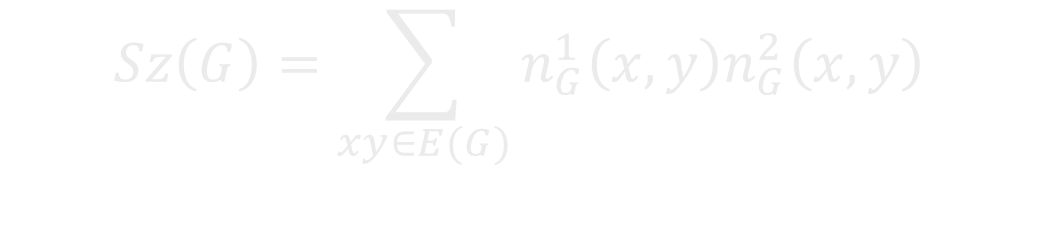 Sz(G) = ∑_{xy∈E(G)} n_G^1(x, y)n_G^2(x, y)